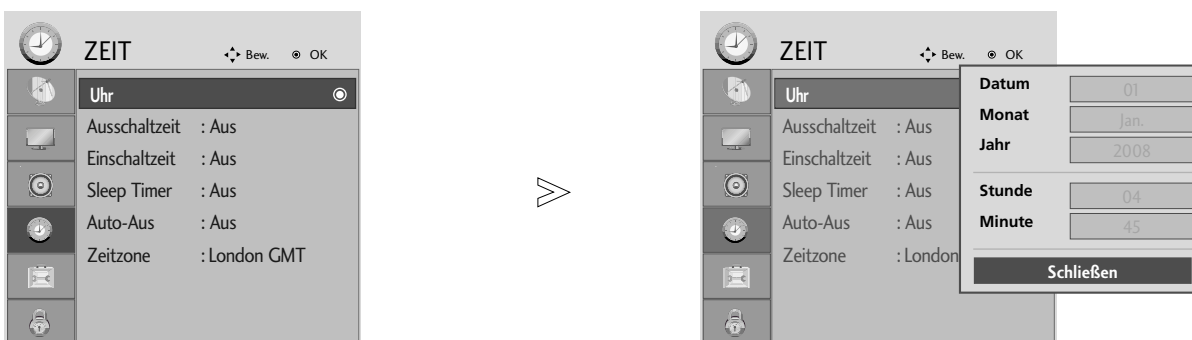 ZEIT Bew. OK
Uhr
Ausschaltzeit : Aus
Einschaltzeit : Aus
Sleep Timer : Aus
Auto-Aus : Aus
Zeitzone : London GMT
ZEIT Bew. OK
Uhr
Ausschaltzeit : Aus
Einschaltzeit : Aus
Sleep Timer : Aus
Auto-Aus : Aus
Zeitzone : London
Datum 01
Monat Jan.
Jahr 2008
Stunde 04
Minute 45
Schließen